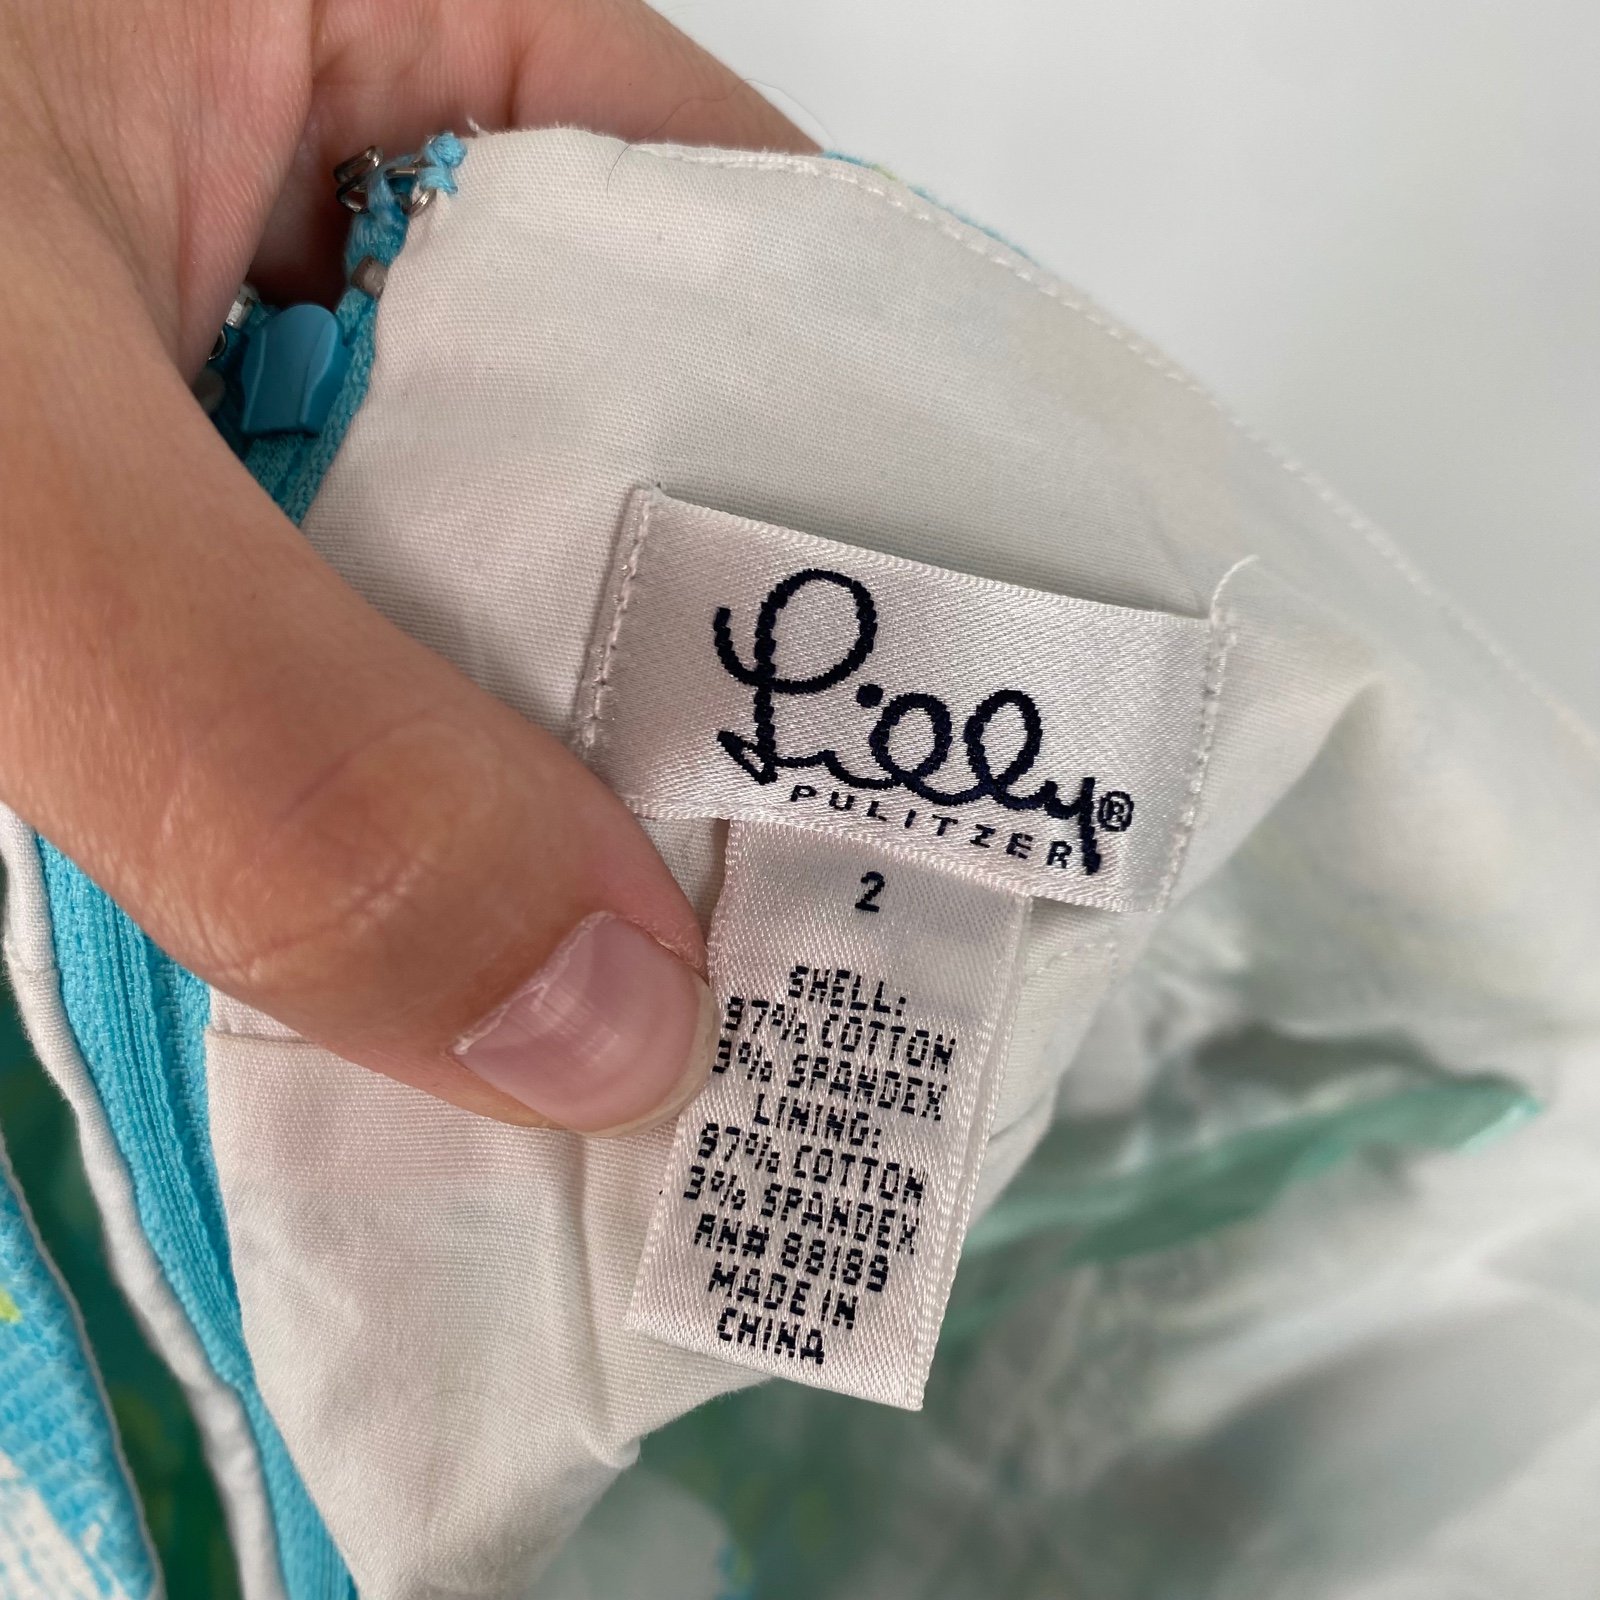 Lilly®
PULITZER
2
SHELL:
97% COTTON
3% SPANDEX
LINING:
97% COTTON
3% SPANDEX
RN# 88189
MADE IN
CHINA